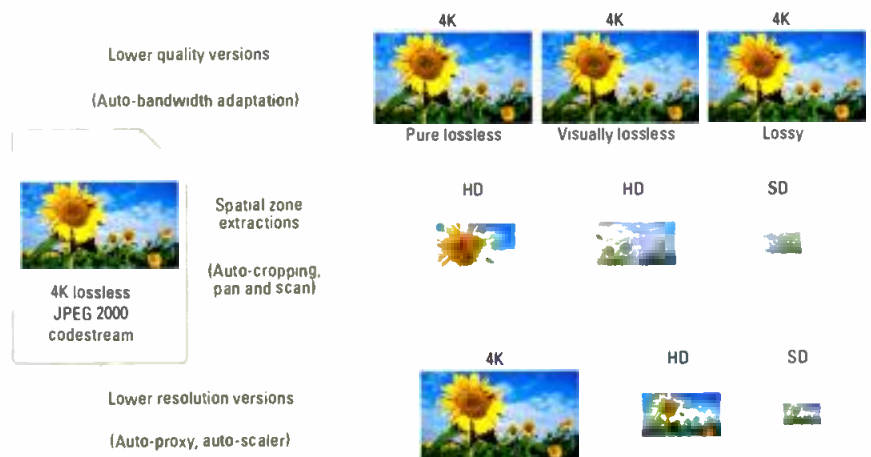 4K 4K 4K
Lower quality versions
(Auto-bandwidth adaptation)
Pure lossless Visually lossless Lossy
HD HD SD
Spatial zone
extractions
(Auto-cropping,
pan and scan)
4K lossless
JPEG 2000
codestream
4K HD SD
Lower resolution versions
(Auto-proxy, auto-scaler)